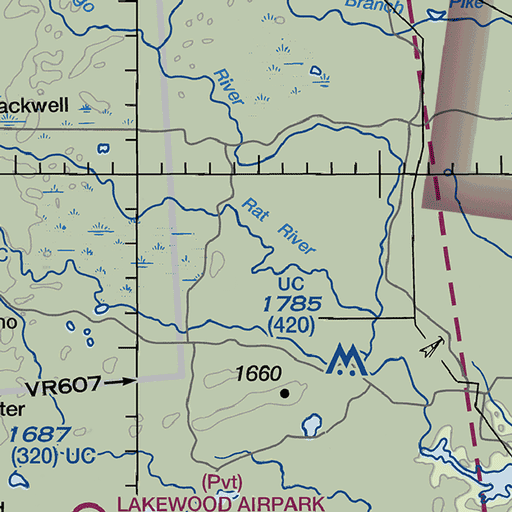 Branch
Pike
River
ackwell
Rat River
UC
1785
(420)
1660
VR607
ter
1687
(320) UC
(Pvt)
LAKEWOOD AIRPARK